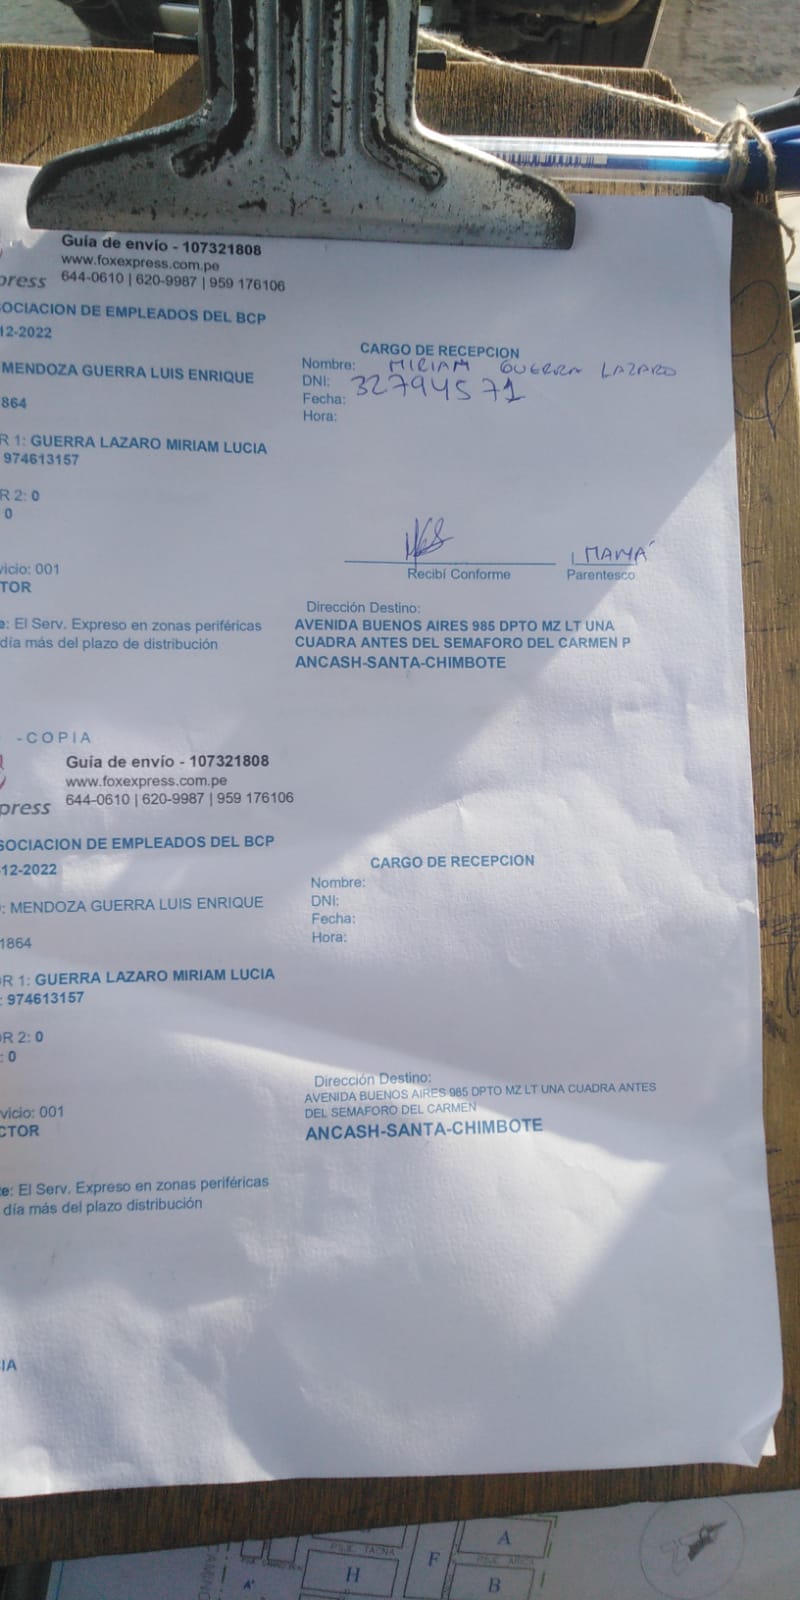 Guía de envío - 107321808
www.foxexpress.com.pe
press 644-0610 | 620-9987 | 959 176106
SOCIACION DE EMPLEADOS DEL BCP
12-2022
MENDOZA GUERRA LUIS ENRIQUE
864
R 1: GUERRA LAZARO MIRIAM LUCIA
974613157
R 2: 0
0
vicio: 001
TOR
e: El Serv. Expreso en zonas periféricas
día más del plazo de distribución
CARGO DE RECEPCION
Nombre: MIRIAM GUERRA LAZARO
DNI: 32794571
Fecha:
Hora:
MAMÁ
Recibí Conforme Parentesco
Dirección Destino:
AVENIDA BUENOS AIRES 985 DPTO MZ LT UNA
CUADRA ANTES DEL SEMAFORO DEL CARMEN P
ANCASH-SANTA-CHIMBOTE
-COPIA
Guía de envío - 107321808
www.foxexpress.com.pe
press 644-0610 | 620-9987 | 959 176106
SOCIACION DE EMPLEADOS DEL BCP
-12-2022
: MENDOZA GUERRA LUIS ENRIQUE
1864
R 1: GUERRA LAZARO MIRIAM LUCIA
: 974613157
R 2: 0
: 0
vicio: 001
CTOR
te: El Serv. Expreso en zonas periféricas
día más del plazo distribución
CARGO DE RECEPCION
Nombre:
DNI:
Fecha:
Hora:
Dirección Destino:
AVENIDA BUENOS AIRES 985 DPTO MZ LT UNA CUADRA ANTES
DEL SEMAFORO DEL CARMEN
ANCASH-SANTA-CHIMBOTE
IA
PSJE. TACNA
A
F
PSJE. ARICA
H
B
A'
CAMINO